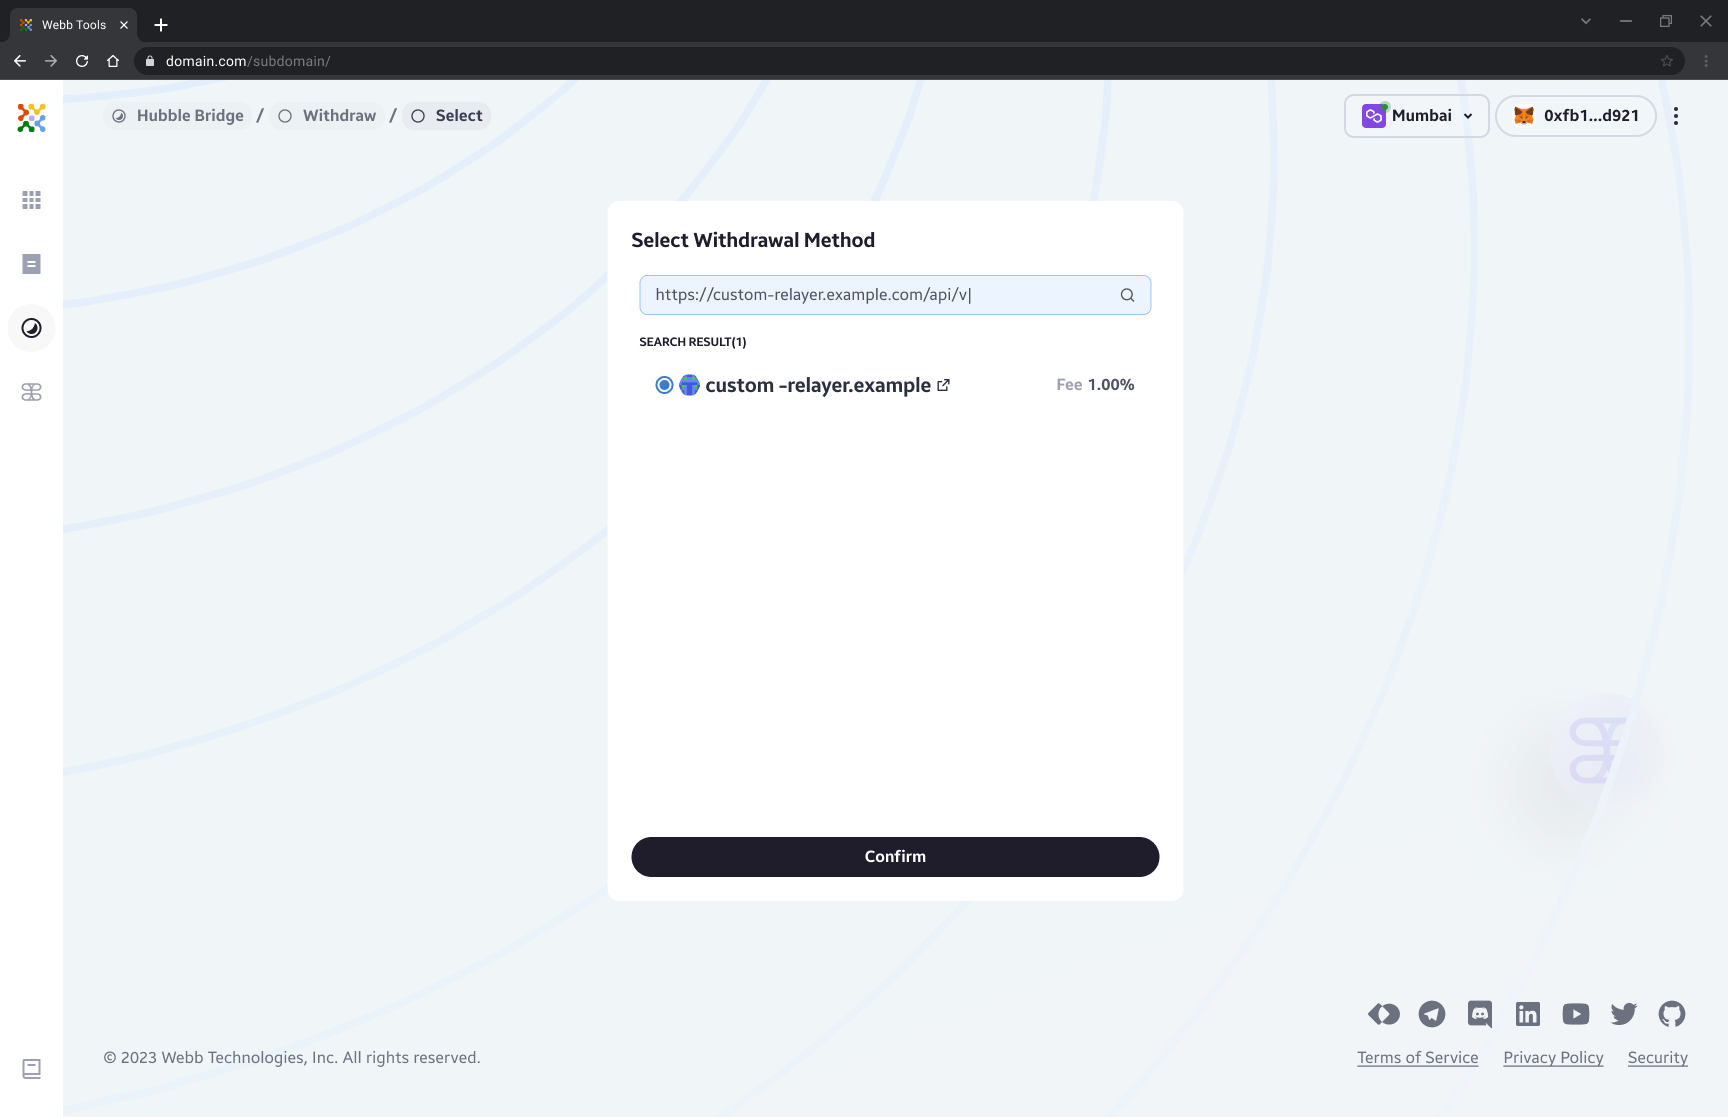 Webb Tools
domain.com/subdomain/
Hubble Bridge / Withdraw / Select
Mumbai
0xfb1...d921
Select Withdrawal Method
https://custom-relayer.example.com/api/v|
SEARCH RESULT(1)
custom -relayer.example
Fee 1.00%
Confirm
© 2023 Webb Technologies, Inc. All rights reserved.
Terms of Service
Privacy Policy
Security